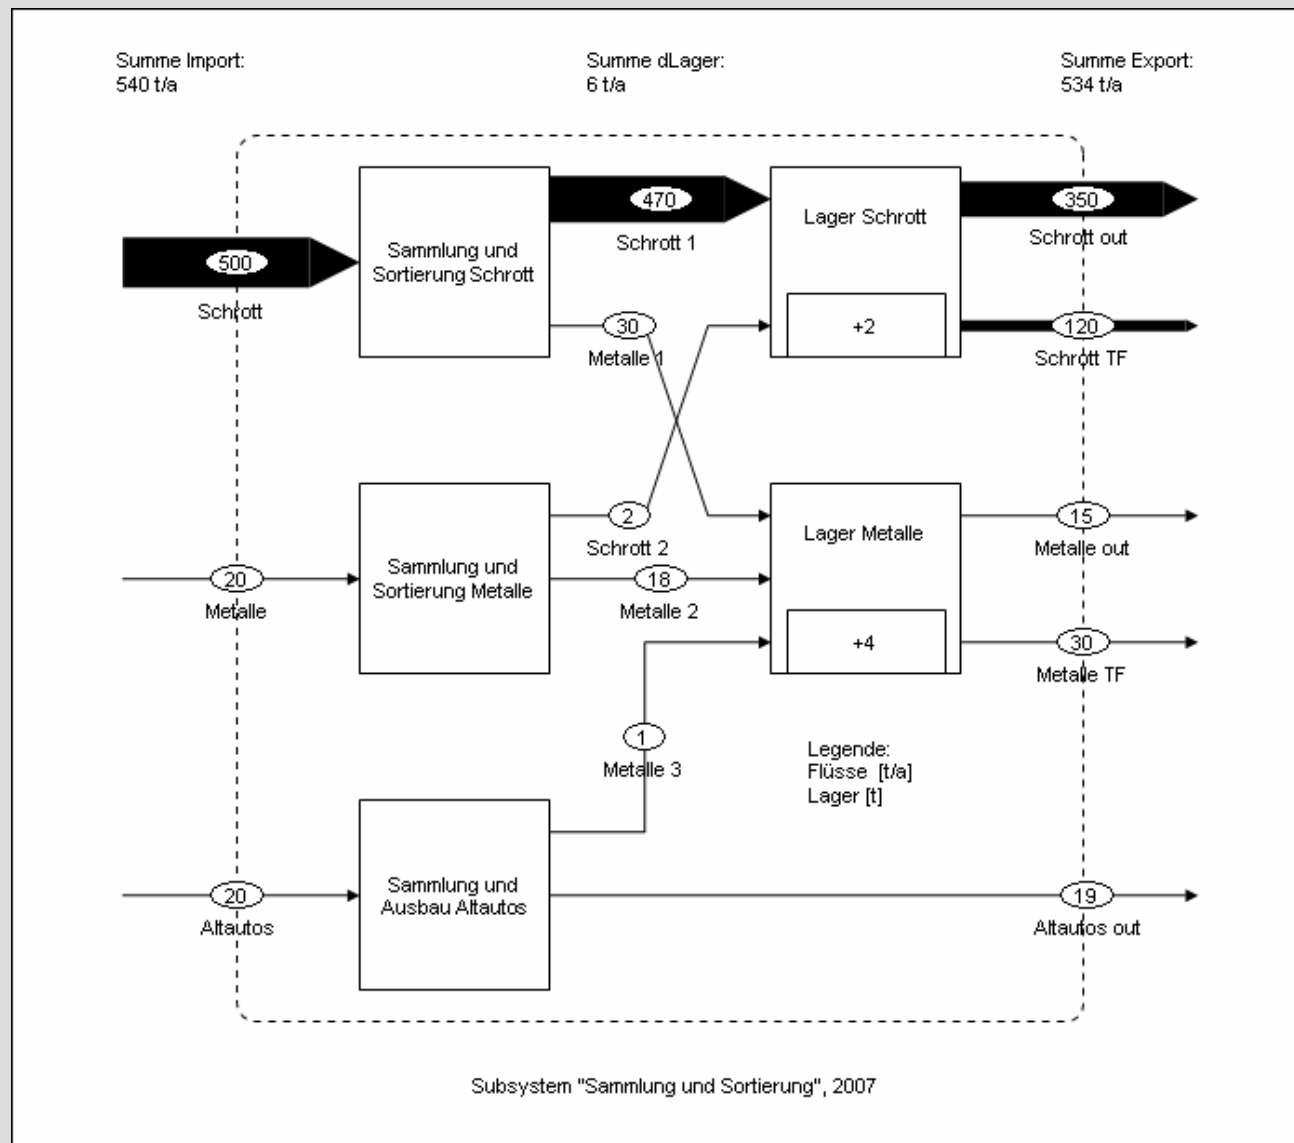 Summe Import:
540 t/a
Summe dLager:
6 t/a
Summe Export:
534 t/a
500
Schrott
Sammlung und
Sortierung Schrott
470
Schrott 1
30
Metalle 1
Lager Schrott
+2
350
Schrott out
120
Schrott TF
20
Metalle
Sammlung und
Sortierung Metalle
2
Schrott 2
18
Metalle 2
Lager Metalle
+4
15
Metalle out
30
Metalle TF
1
Metalle 3
Legende:
Flüsse [t/a]
Lager [t]
20
Altautos
Sammlung und
Ausbau Altautos
19
Altautos out
Subsystem "Sammlung und Sortierung", 2007